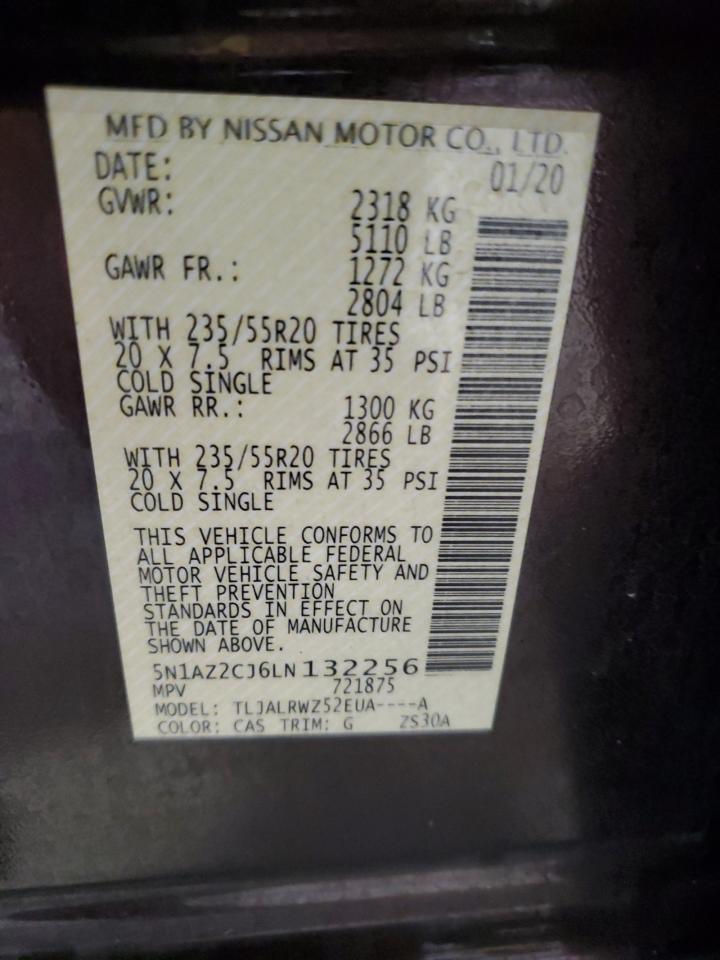 MFD BY NISSAN MOTOR CO., LTD.
DATE: 01/20
GVWR: 2318 KG
5110 LB
GAWR FR.: 1272 KG
2804 LB
WITH 235/55R20 TIRES
20 X 7.5 RIMS AT 35 PSI
COLD SINGLE
GAWR RR.: 1300 KG
2866 LB
WITH 235/55R20 TIRES
20 X 7.5 RIMS AT 35 PSI
COLD SINGLE
THIS VEHICLE CONFORMS TO
ALL APPLICABLE FEDERAL
MOTOR VEHICLE SAFETY AND
THEFT PREVENTION
STANDARDS IN EFFECT ON
THE DATE OF MANUFACTURE
SHOWN ABOVE.
5N1AZ2CJ6LN132256
MPV 721875
MODEL: TLJALRWZ52EUA----A
COLOR: CAS TRIM: G ZS30A